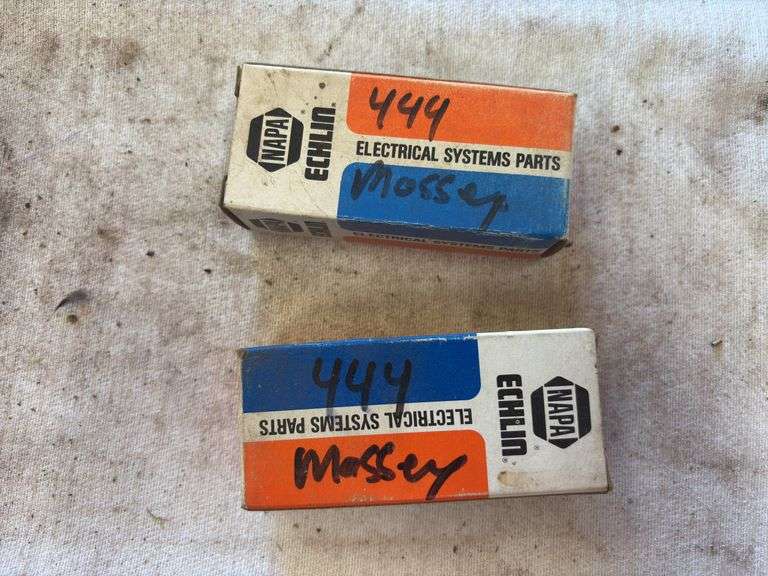 444
NAPA
ECHLIN®
ELECTRICAL SYSTEMS PARTS
Massey
444
NAPA
ECHLIN®
ELECTRICAL SYSTEMS PARTS
Massey